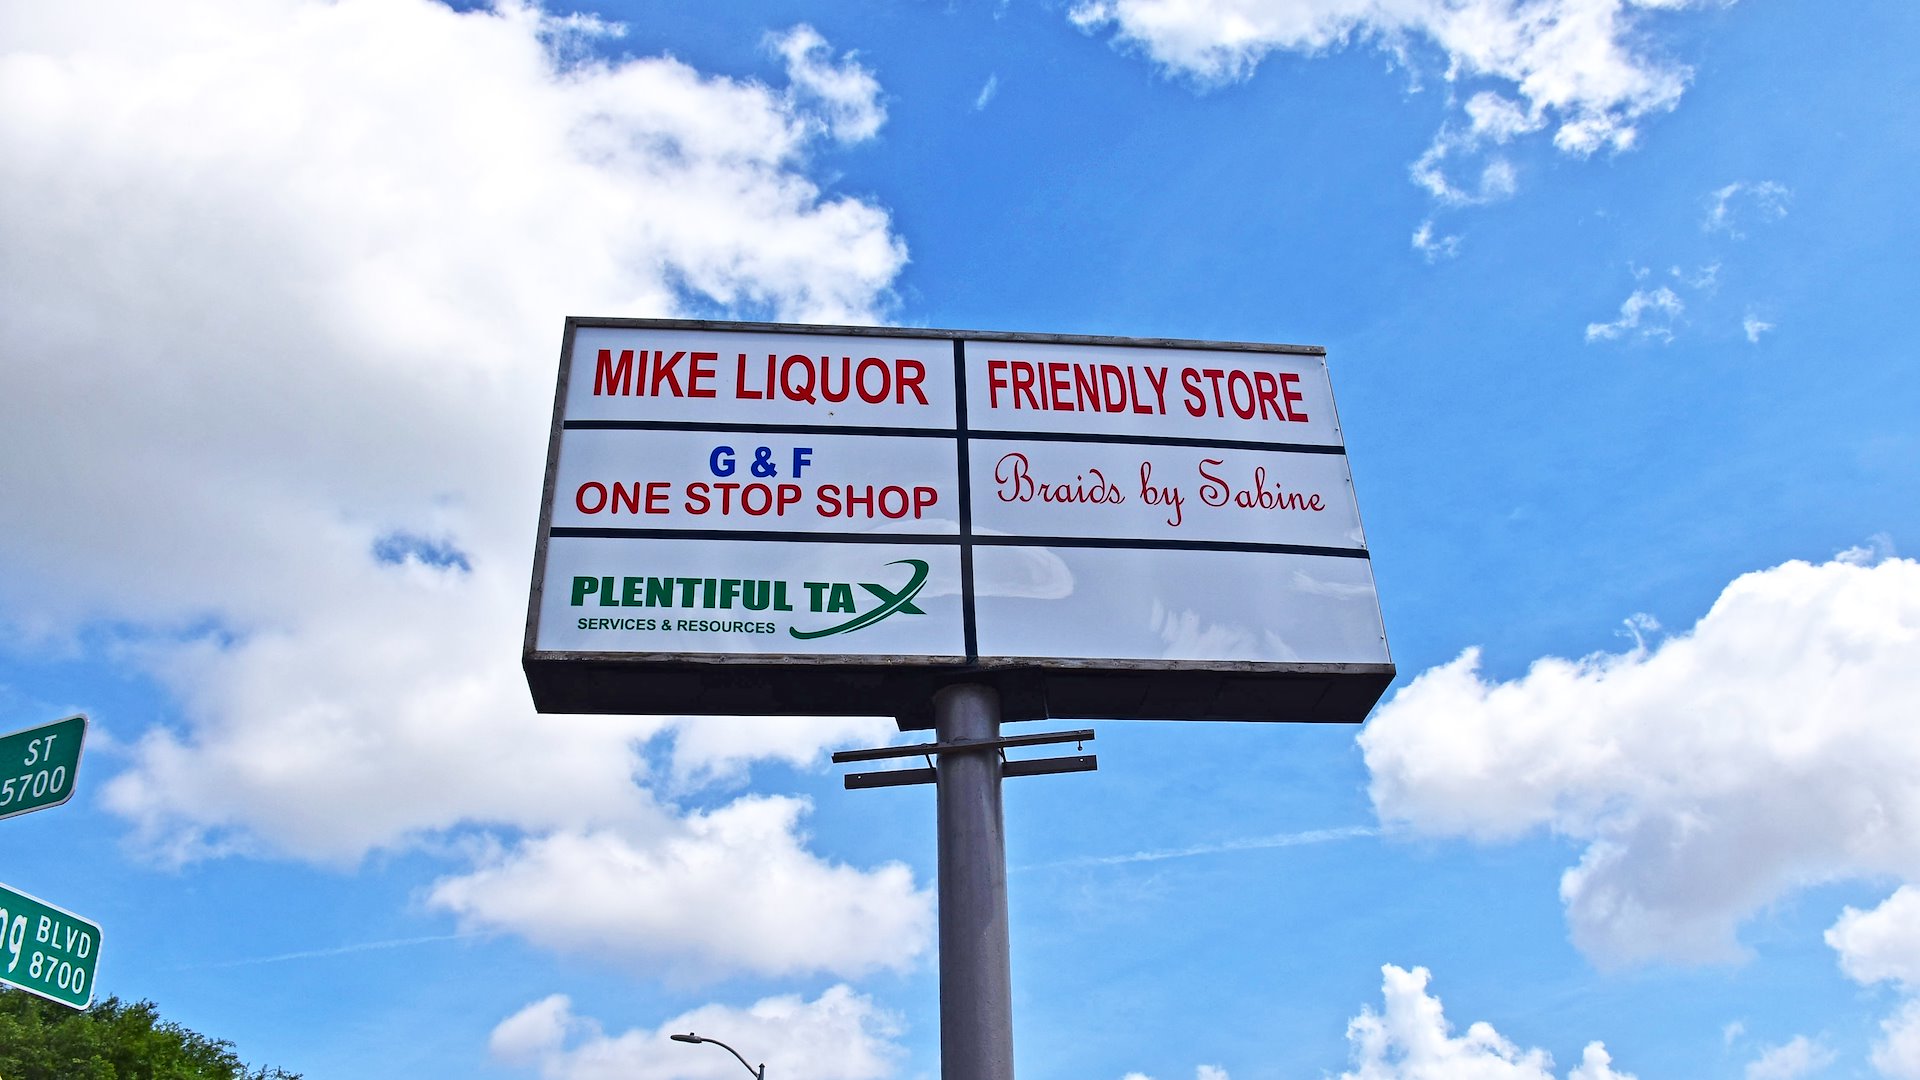 MIKE LIQUOR
FRIENDLY STORE
G & F
ONE STOP SHOP
Braids by Sabine
PLENTIFUL TAX
SERVICES & RESOURCES
ST
5700
BLVD
8700